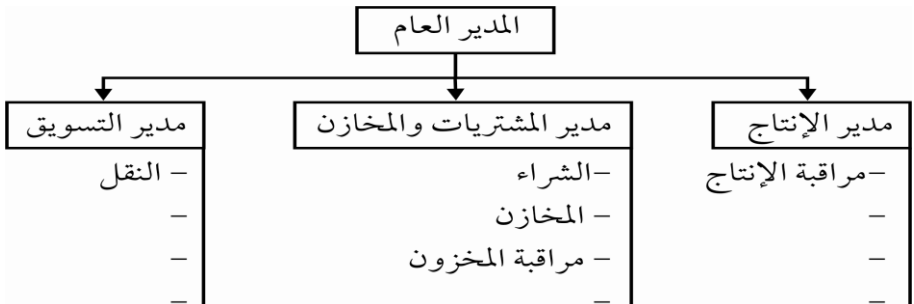 المدير العام
مدير الإنتاج
مدير المشتريات والمخازن
مدير التسويق
–مراقبة الإنتاج
–الشراء
– النقل
–
– المخازن
–
–
– مراقبة المخزون
–
–
–
–